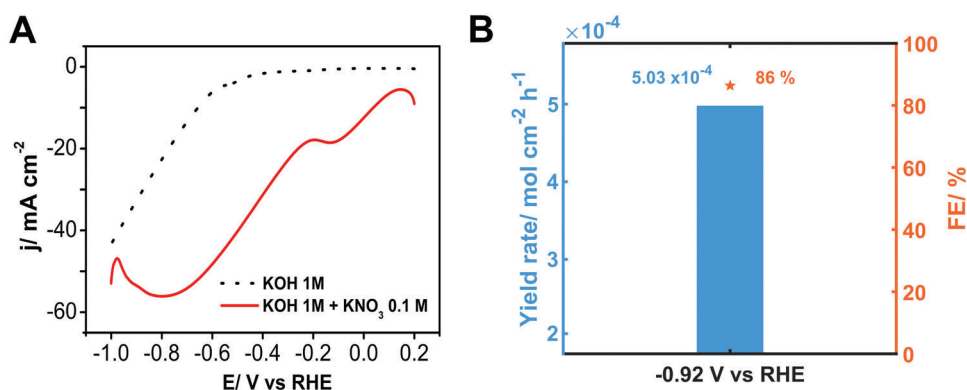 A
0
-20
-40
-60
j/ mA cm⁻²
-1.0 -0.8 -0.6 -0.4 -0.2 0.0 0.2
E/ V vs RHE
KOH 1M
KOH 1M + KNO₃ 0.1 M
B
×10⁻⁴
5
4
3
3
2
Yield rate/ mol cm⁻² h⁻¹
5.03 x10⁻⁴
86 %
100
80
60
40
20
0
FE/ %
-0.92 V vs RHE